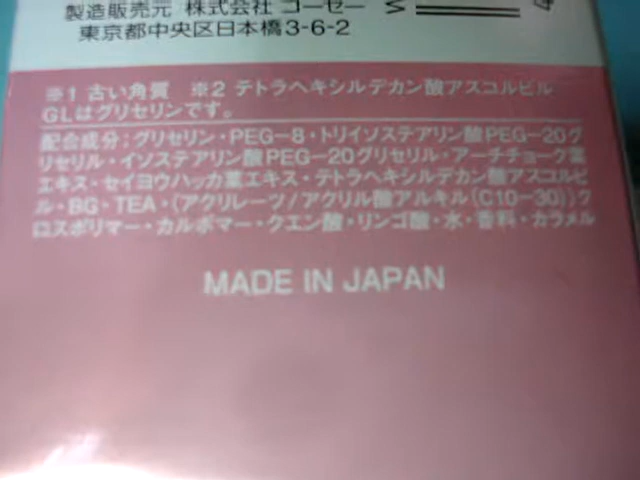 製造販売元 株式会社 コーセー
東京都中央区日本橋3-6-2
※1 古い角質 ※2 テトラヘキシルデカン酸アスコルビル
GLはグリセリンです。
配合成分:グリセリン・PEG-8・トリイソステアリン酸PEG-20グ
リセリル・イソステアリン酸PEG-20グリセリル・アーチチョーク葉
エキス・セイヨウハッカ葉エキス・テトラヘキシルデカン酸アスコルビ
ル・BG・TEA・(アクリレーツ/アクリル酸アルキル(C10-30))ク
ロスポリマー・カルボマー・クエン酸・リンゴ酸・水・香料・カラメル
MADE IN JAPAN